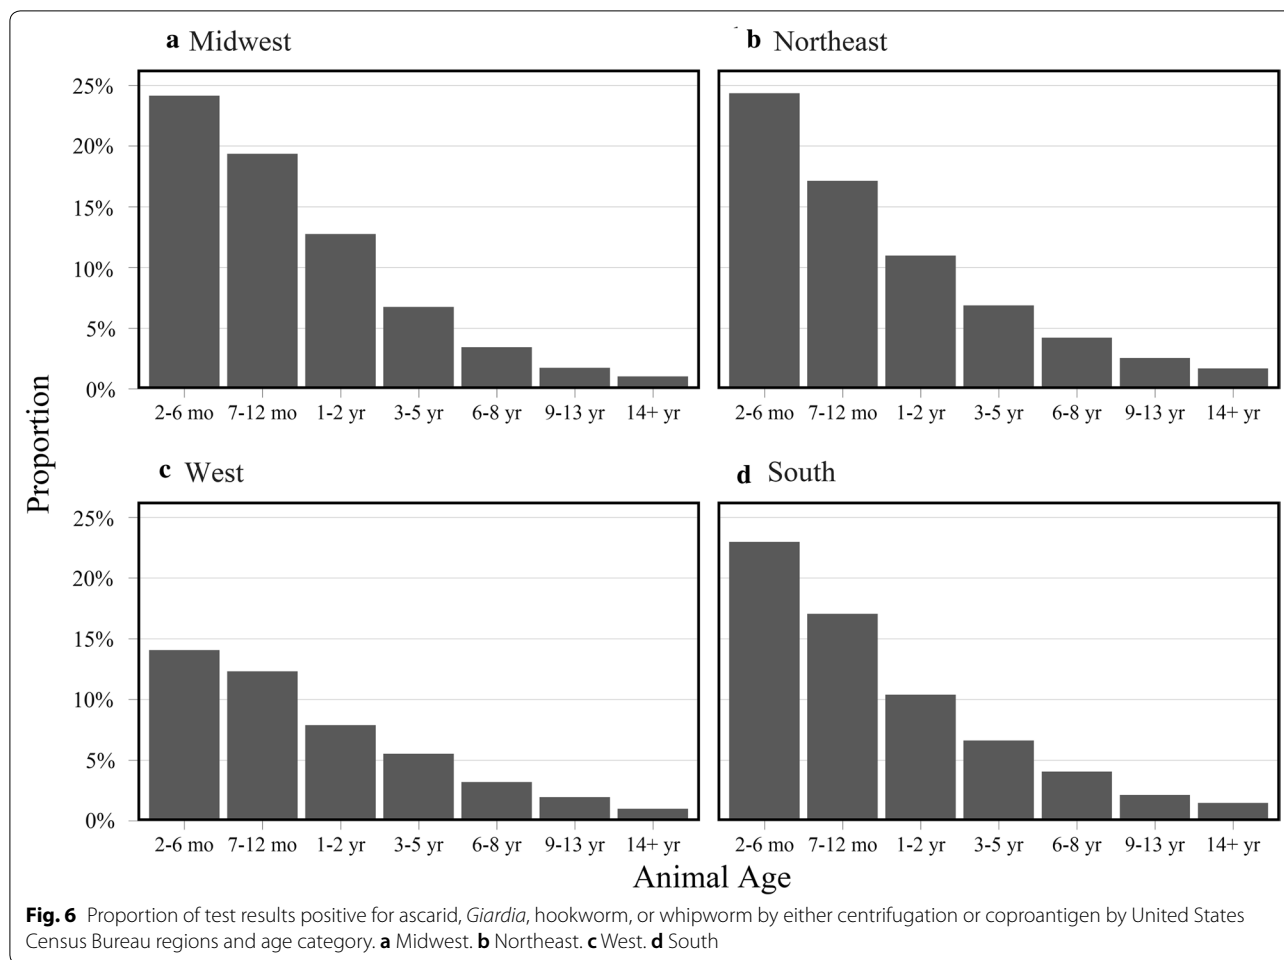 a Midwest
25%
20%
15%
10%
5%
0%
2-6 mo 7-12 mo 1-2 yr 3-5 yr 6-8 yr 9-13 yr 14+ yr
b Northeast
2-6 mo 7-12 mo 1-2 yr 3-5 yr 6-8 yr 9-13 yr 14+ yr
Proportion
c West
25%
20%
15%
10%
5%
0%
2-6 mo 7-12 mo 1-2 yr 3-5 yr 6-8 yr 9-13 yr 14+ yr
d South
2-6 mo 7-12 mo 1-2 yr 3-5 yr 6-8 yr 9-13 yr 14+ yr
Animal Age
Fig. 6 Proportion of test results positive for ascarid, Giardia, hookworm, or whipworm by either centrifugation or coproantigen by United States
Census Bureau regions and age category. a Midwest. b Northeast. c West. d South